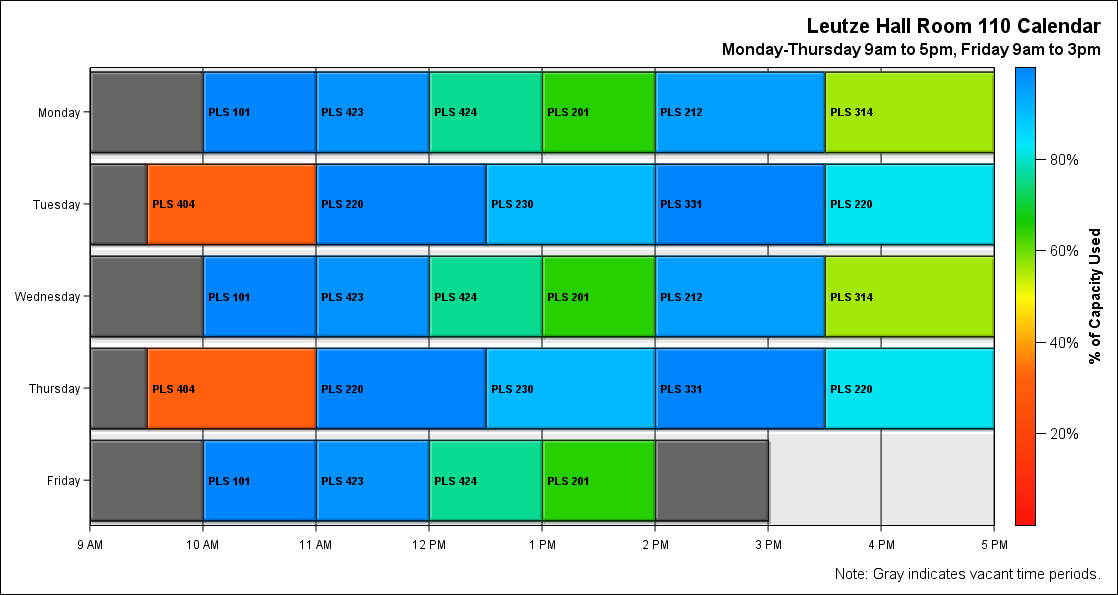 Leutze Hall Room 110 Calendar
Monday-Thursday 9am to 5pm, Friday 9am to 3pm
Monday
PLS 101
PLS 423
PLS 424
PLS 201
PLS 212
PLS 314
Tuesday
PLS 404
PLS 220
PLS 230
PLS 331
PLS 220
Wednesday
PLS 101
PLS 423
PLS 424
PLS 201
PLS 212
PLS 314
Thursday
PLS 404
PLS 220
PLS 230
PLS 331
PLS 220
Friday
PLS 101
PLS 423
PLS 424
PLS 201
9 AM
10 AM
11 AM
12 PM
1 PM
2 PM
3 PM
4 PM
5 PM
80%
60%
40%
20%
% of Capacity Used
Note: Gray indicates vacant time periods.